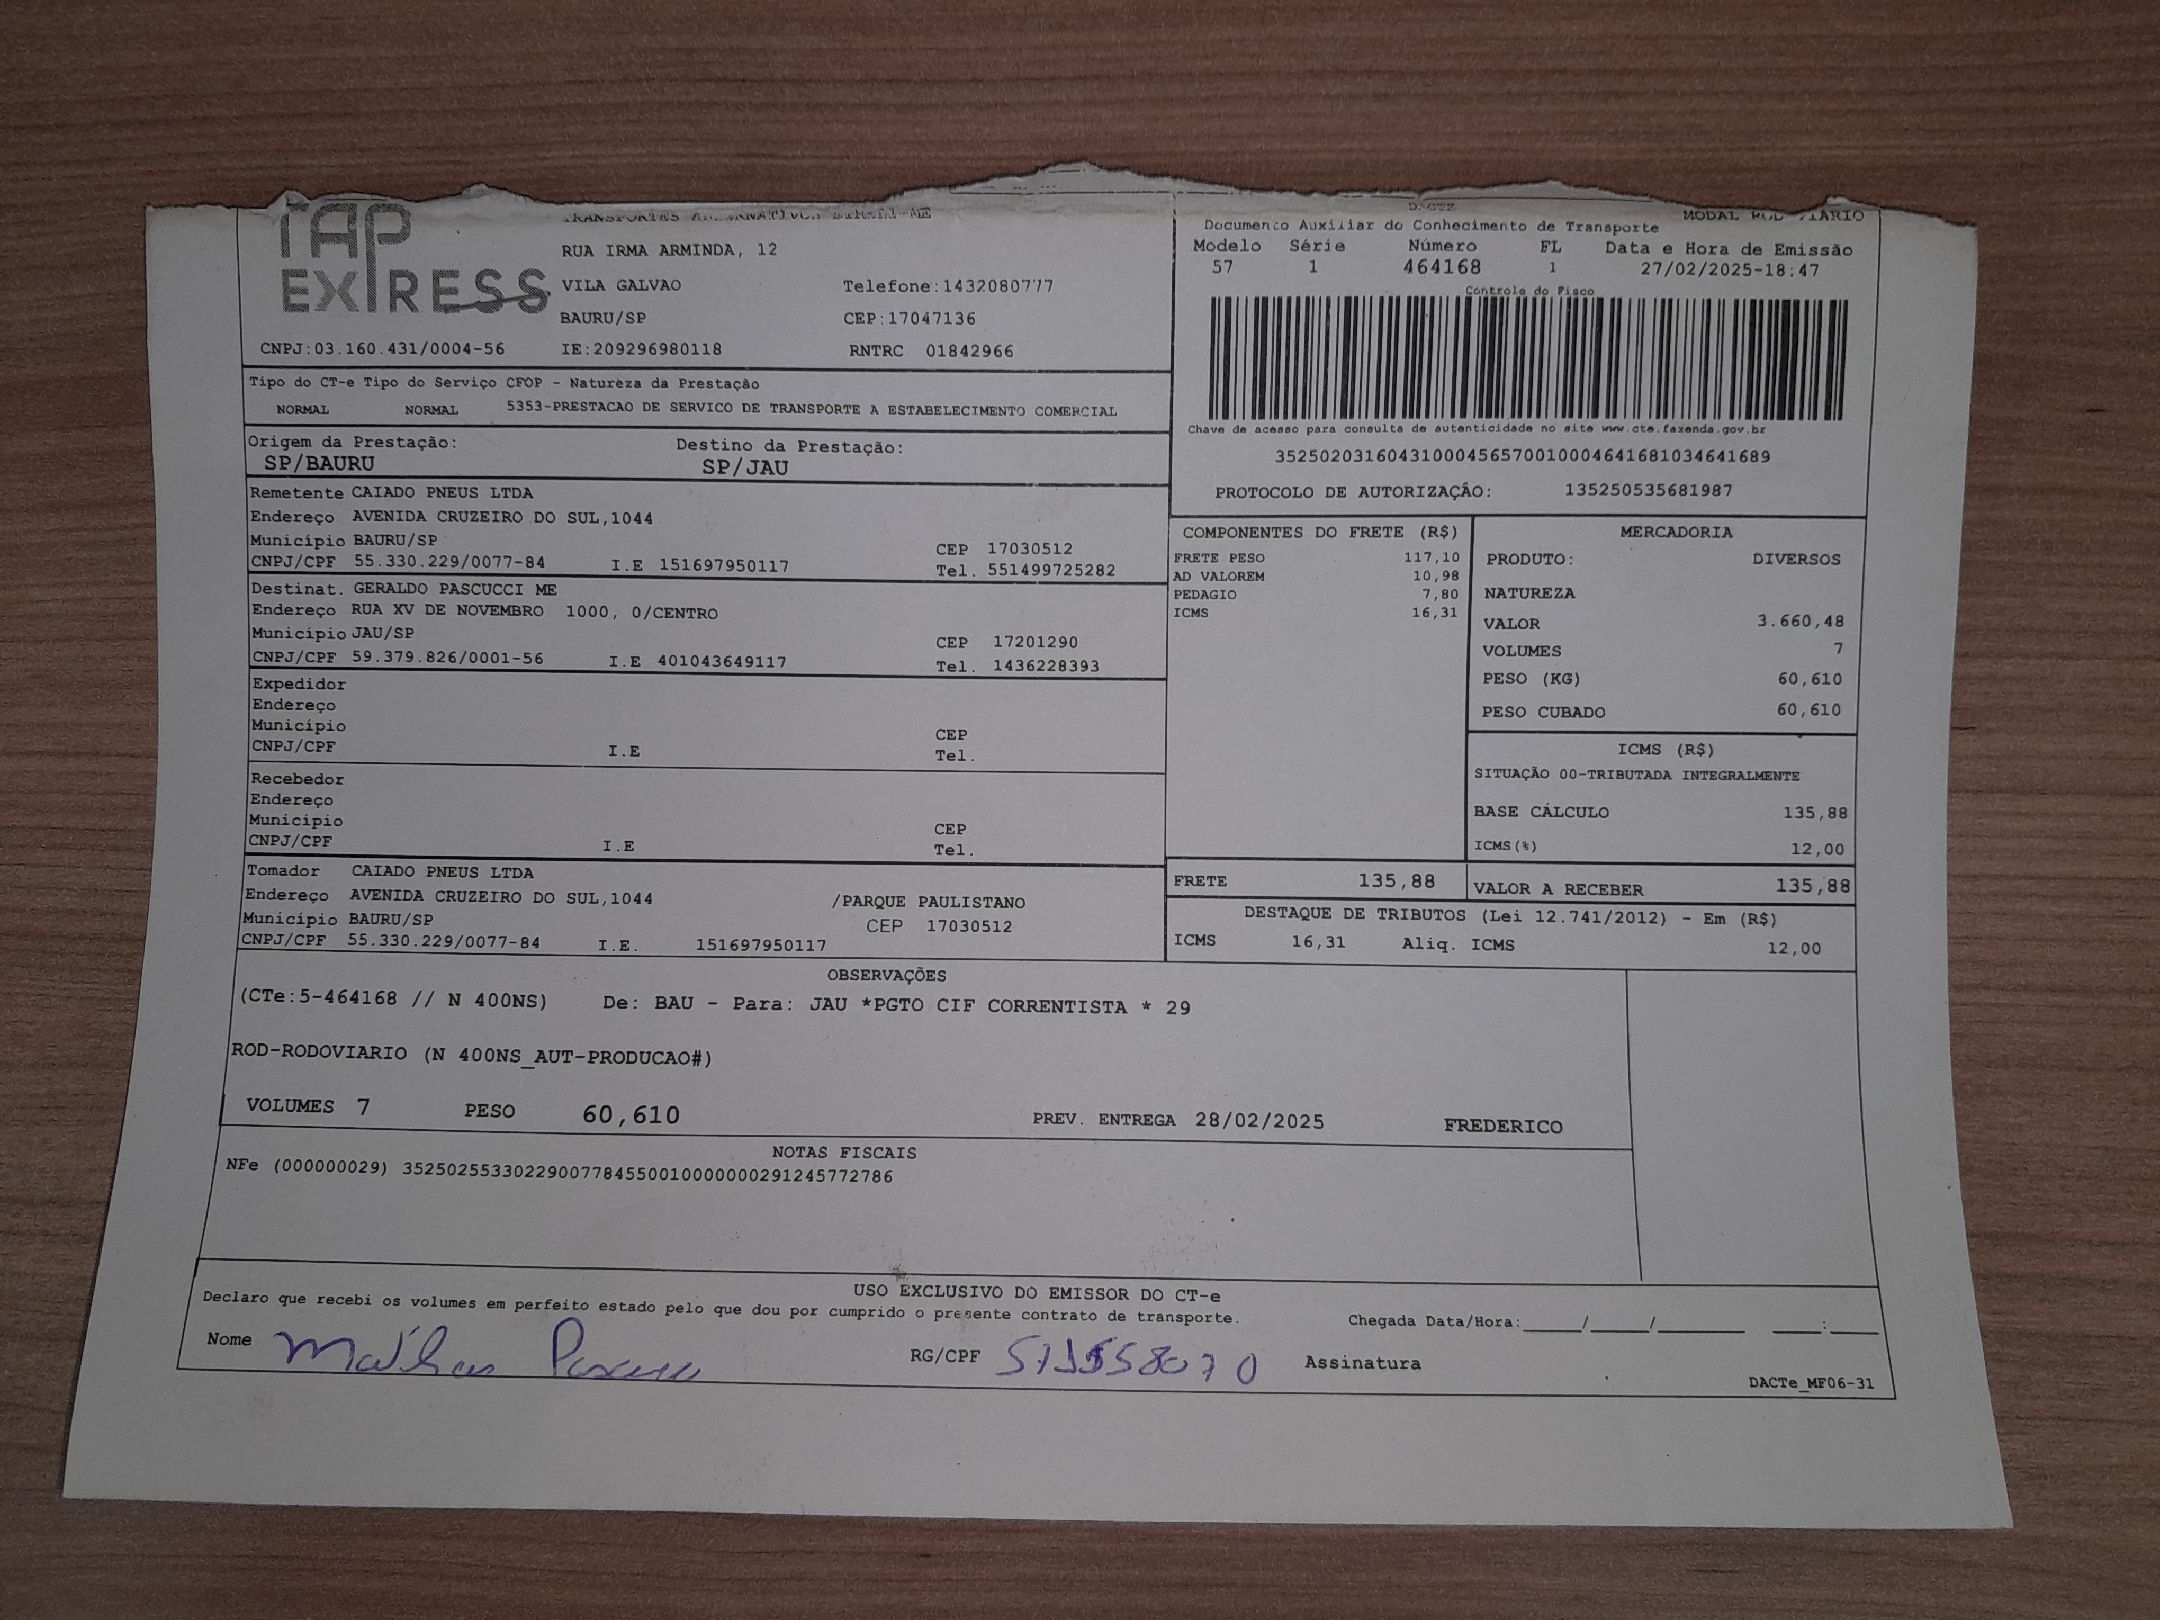 TAP
EXPRESS
RUA IRMA ARMINDA, 12
VILA GALVAO Telefone:1432080777
BAURU/SP CEP:17047136
CNPJ:03.160.431/0004-56 IE:209296980118 RNTRC 01842966
MODAL RODOVIARIO
Documento Auxiliar do Conhecimento de Transporte
Modelo Série Número FL Data e Hora de Emissão
57 1 464168 1 27/02/2025-18:47
Controle do Fisco
Chave de acesso para consulta de autenticidade no site www.cte.fazenda.gov.br
35250203160431000456570010004641681034641689
PROTOCOLO DE AUTORIZAÇÂO: 135250535681987
Tipo do CT-e Tipo do Serviço CFOP - Natureza da Prestação
NORMAL NORMAL 5353-PRESTACAO DE SERVICO DE TRANSPORTE A ESTABELECIMENTO COMERCIAL
Origem da Prestação: Destino da Prestação:
SP/BAURU SP/JAU
Remetente CAIADO PNEUS LTDA
Endereço AVENIDA CRUZEIRO DO SUL,1044
Município BAURU/SP CEP 17030512
CNPJ/CPF 55.330.229/0077-84 I.E 151697950117 Tel. 551499725282
Destinat. GERALDO PASCUCCI ME
Endereço RUA XV DE NOVEMBRO 1000, 0/CENTRO
Município JAU/SP CEP 17201290
CNPJ/CPF 59.379.826/0001-56 I.E 401043649117 Tel. 1436228393
Expedidor
Endereço
Município CEP
CNPJ/CPF I.E Tel.
Recebedor
Endereço
Município CEP
CNPJ/CPF I.E Tel.
Tomador CAIADO PNEUS LTDA
Endereço AVENIDA CRUZEIRO DO SUL,1044 /PARQUE PAULISTANO
Município BAURU/SP CEP 17030512
CNPJ/CPF 55.330.229/0077-84 I.E. 151697950117
COMPONENTES DO FRETE (R$)
FRETE PESO 117,10
AD VALOREM 10,98
PEDAGIO 7,80
ICMS 16,31
MERCADORIA
PRODUTO: DIVERSOS
NATUREZA
VALOR 3.660,48
VOLUMES 7
PESO (KG) 60,610
PESO CUBADO 60,610
ICMS (R$)
SITUAÇÃO 00-TRIBUTADA INTEGRALMENTE
BASE CÁLCULO 135,88
ICMS(%) 12,00
FRETE 135,88 VALOR A RECEBER 135,88
DESTAQUE DE TRIBUTOS (Lei 12.741/2012) - Em (R$)
ICMS 16,31 Aliq. ICMS 12,00
OBSERVAÇÕES
(CTe:5-464168 // N 400NS) De: BAU - Para: JAU *PGTO CIF CORRENTISTA * 29
ROD-RODOVIARIO (N 400NS_AUT-PRODUCAO#)
VOLUMES 7 PESO 60,610 PREV. ENTREGA 28/02/2025 FREDERICO
NOTAS FISCAIS
NFe (000000029) 35250255330229007784550010000000291245772786
USO EXCLUSIVO DO EMISSOR DO CT-e
Declaro que recebi os volumes em perfeito estado pelo que dou por cumprido o presente contrato de transporte.
Chegada Data/Hora:____/____/______ ___:___
Nome Mathus RG/CPF Assinatura
DACTe_MF06-31